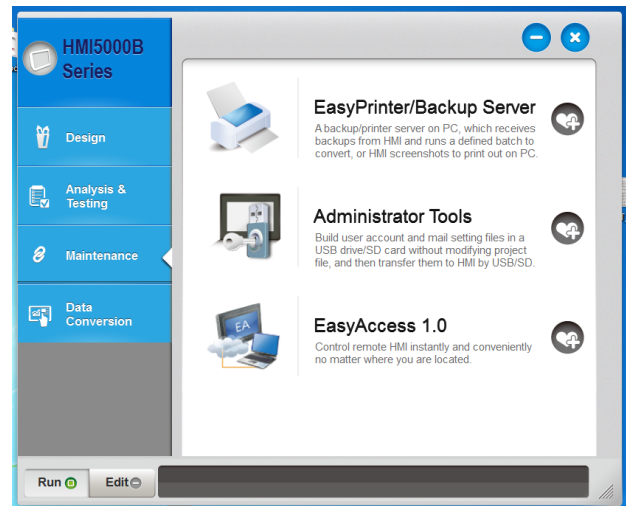 HMI5000B
Series
Design
Analysis &
Testing
Maintenance
Data
Conversion
EasyPrinter/Backup Server
A backup/printer server on PC, which receives
backups from HMI and runs a defined batch to
convert, or HMI screenshots to print out on PC.
Administrator Tools
Build user account and mail setting files in a
USB drive/SD card without modifying project
file, and then transfer them to HMI by USB/SD.
EA
EasyAccess 1.0
Control remote HMI instantly and conveniently
no matter where you are located.
Run
Edit